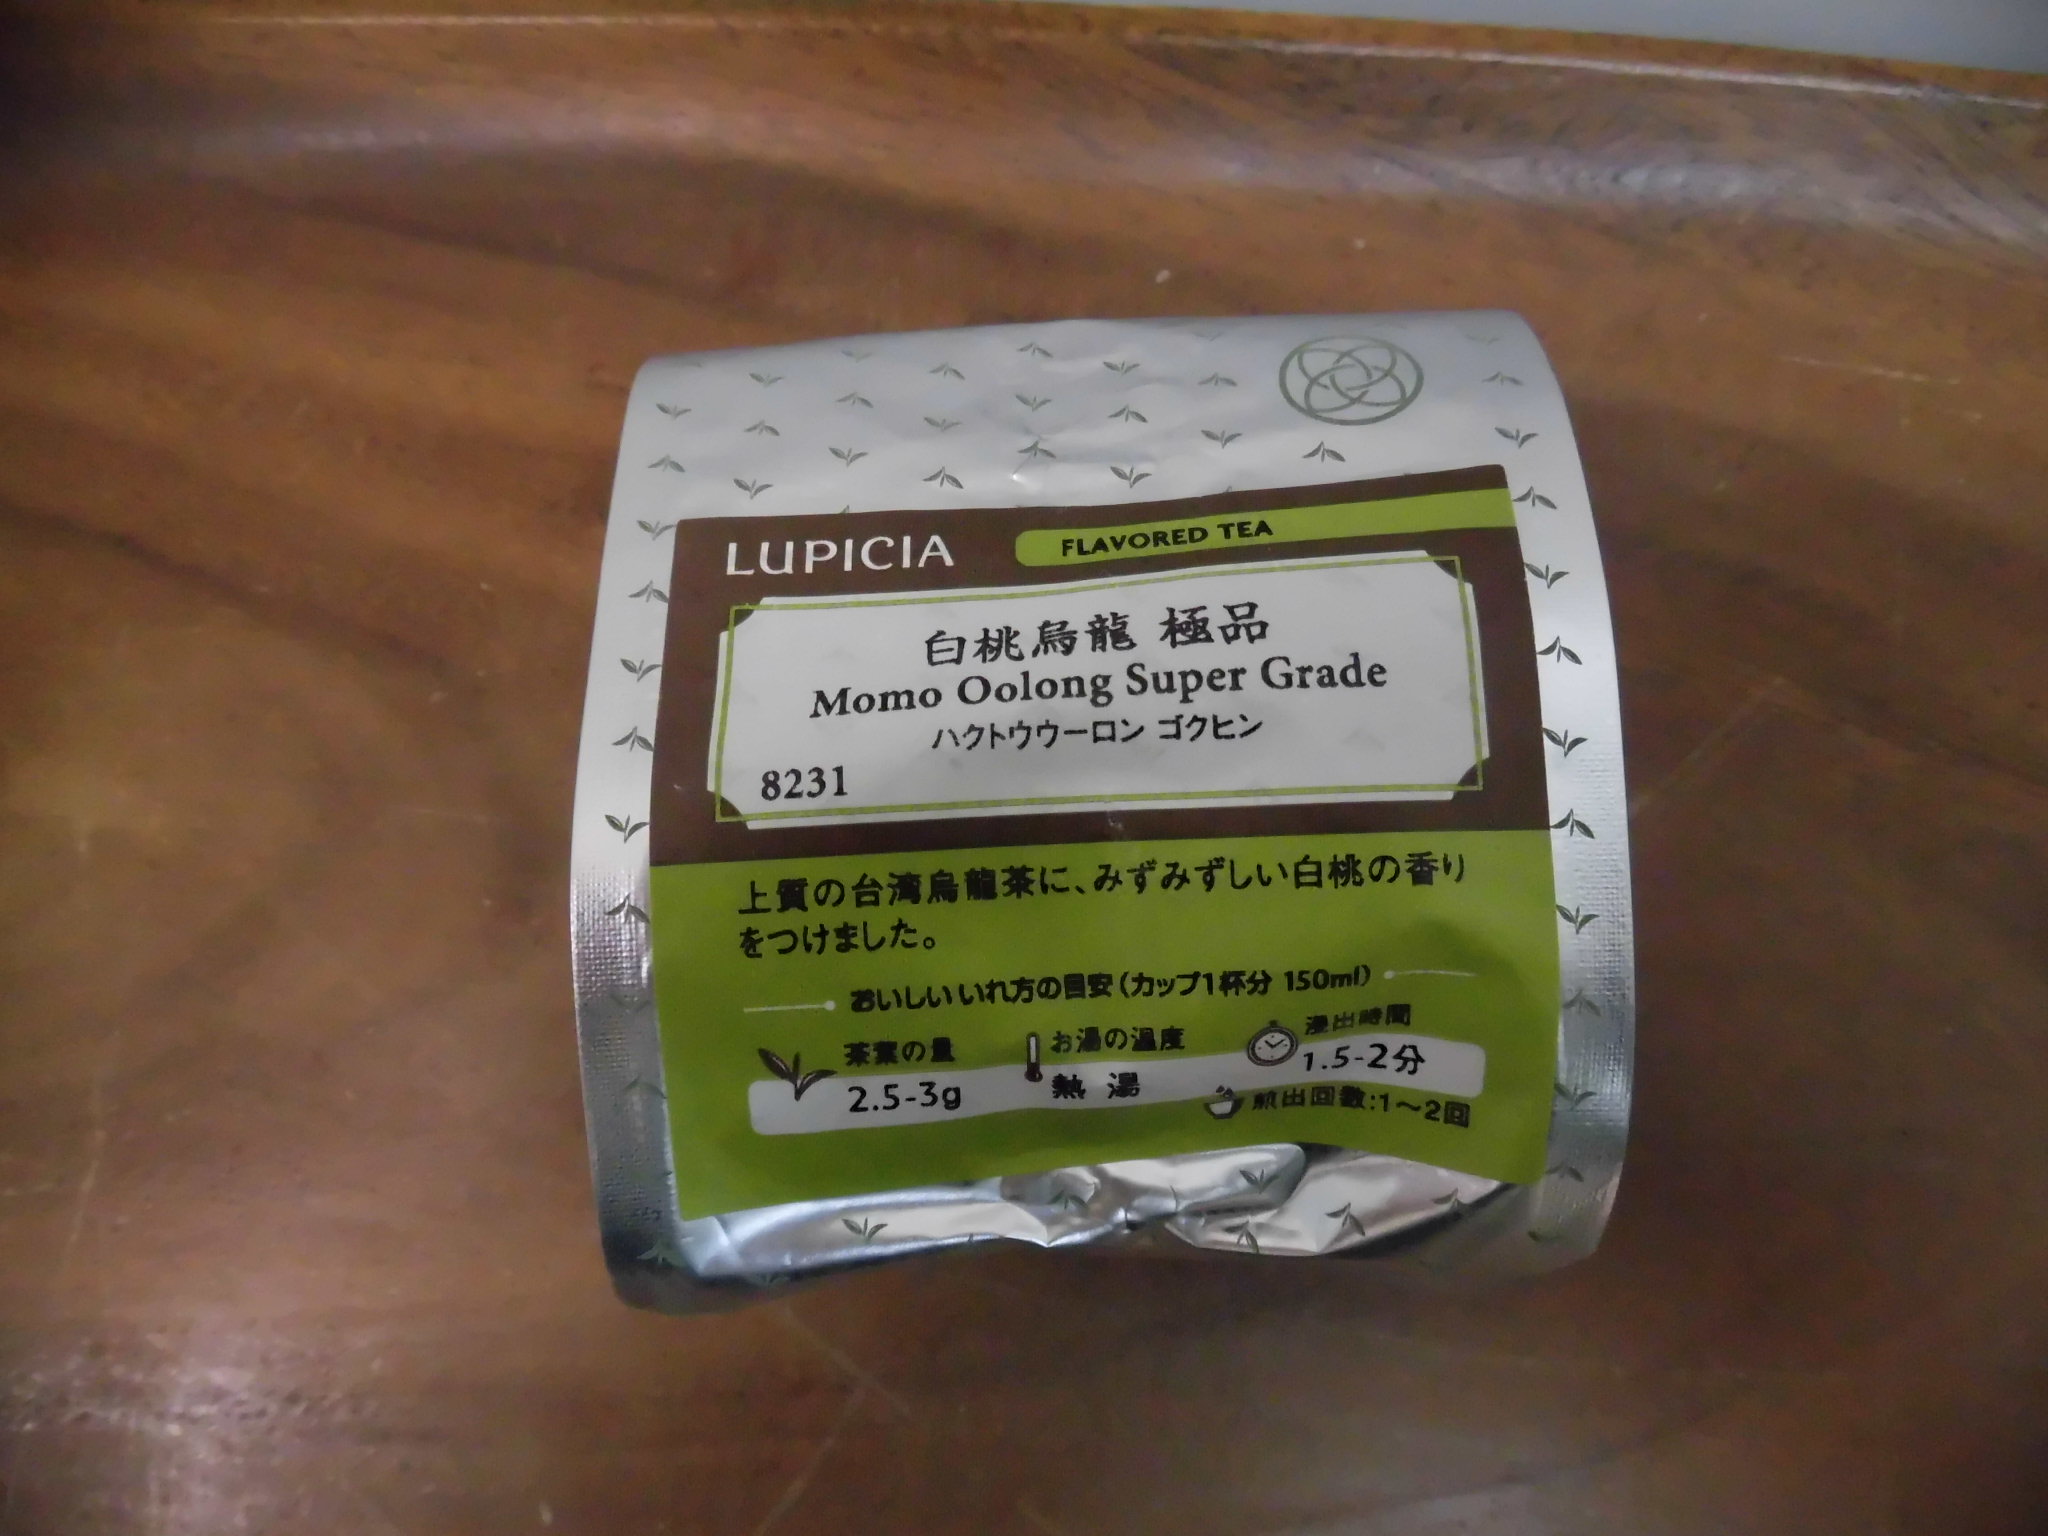 LUPICIA
FLAVORED TEA
白桃烏龍 極品
Momo Oolong Super Grade
ハクトウウーロン ゴクヒン
8231
上質の台湾烏龍茶に、みずみずしい白桃の香り
をつけました。
おいしいいれ方の目安(カップ1杯分 150ml)
茶葉の量
2.5-3g
お湯の温度
熱 湯
浸出時間
1.5-2分
煎出回数:1〜2回